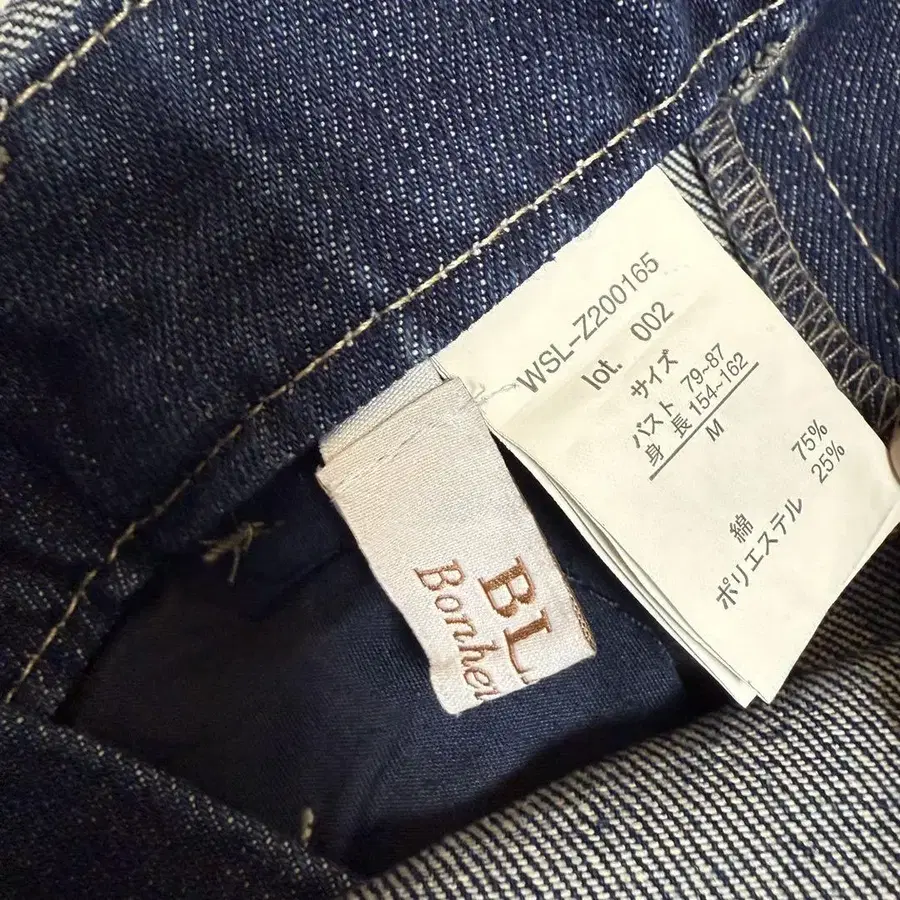 WSL-Z200165
lot. 002
サイズ
バスト 79~87
身 長 154~162
M
綿 75%
ポリエステル 25%
BL
Bonhe